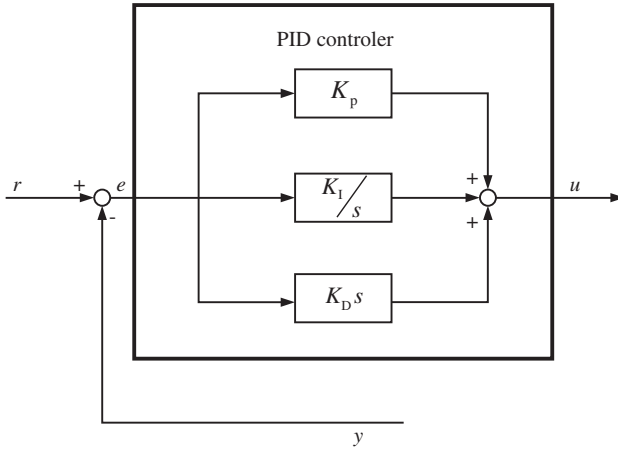 PID controler
K_p
r + e K_I/s + u
-
+
K_D s
y